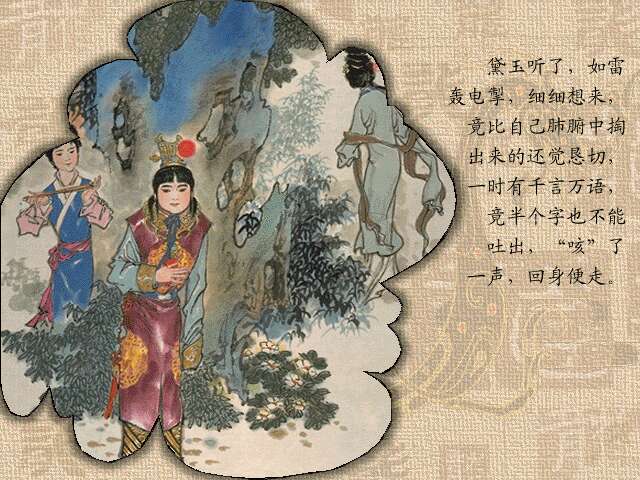 黛玉听了，如雷
轰电掣，细细想来，
竟比自己肺腑中掏
出来的还觉恳切，
一时有千言万语，
竟半个字也不能
吐出，“咳”了
一声，回身便走。